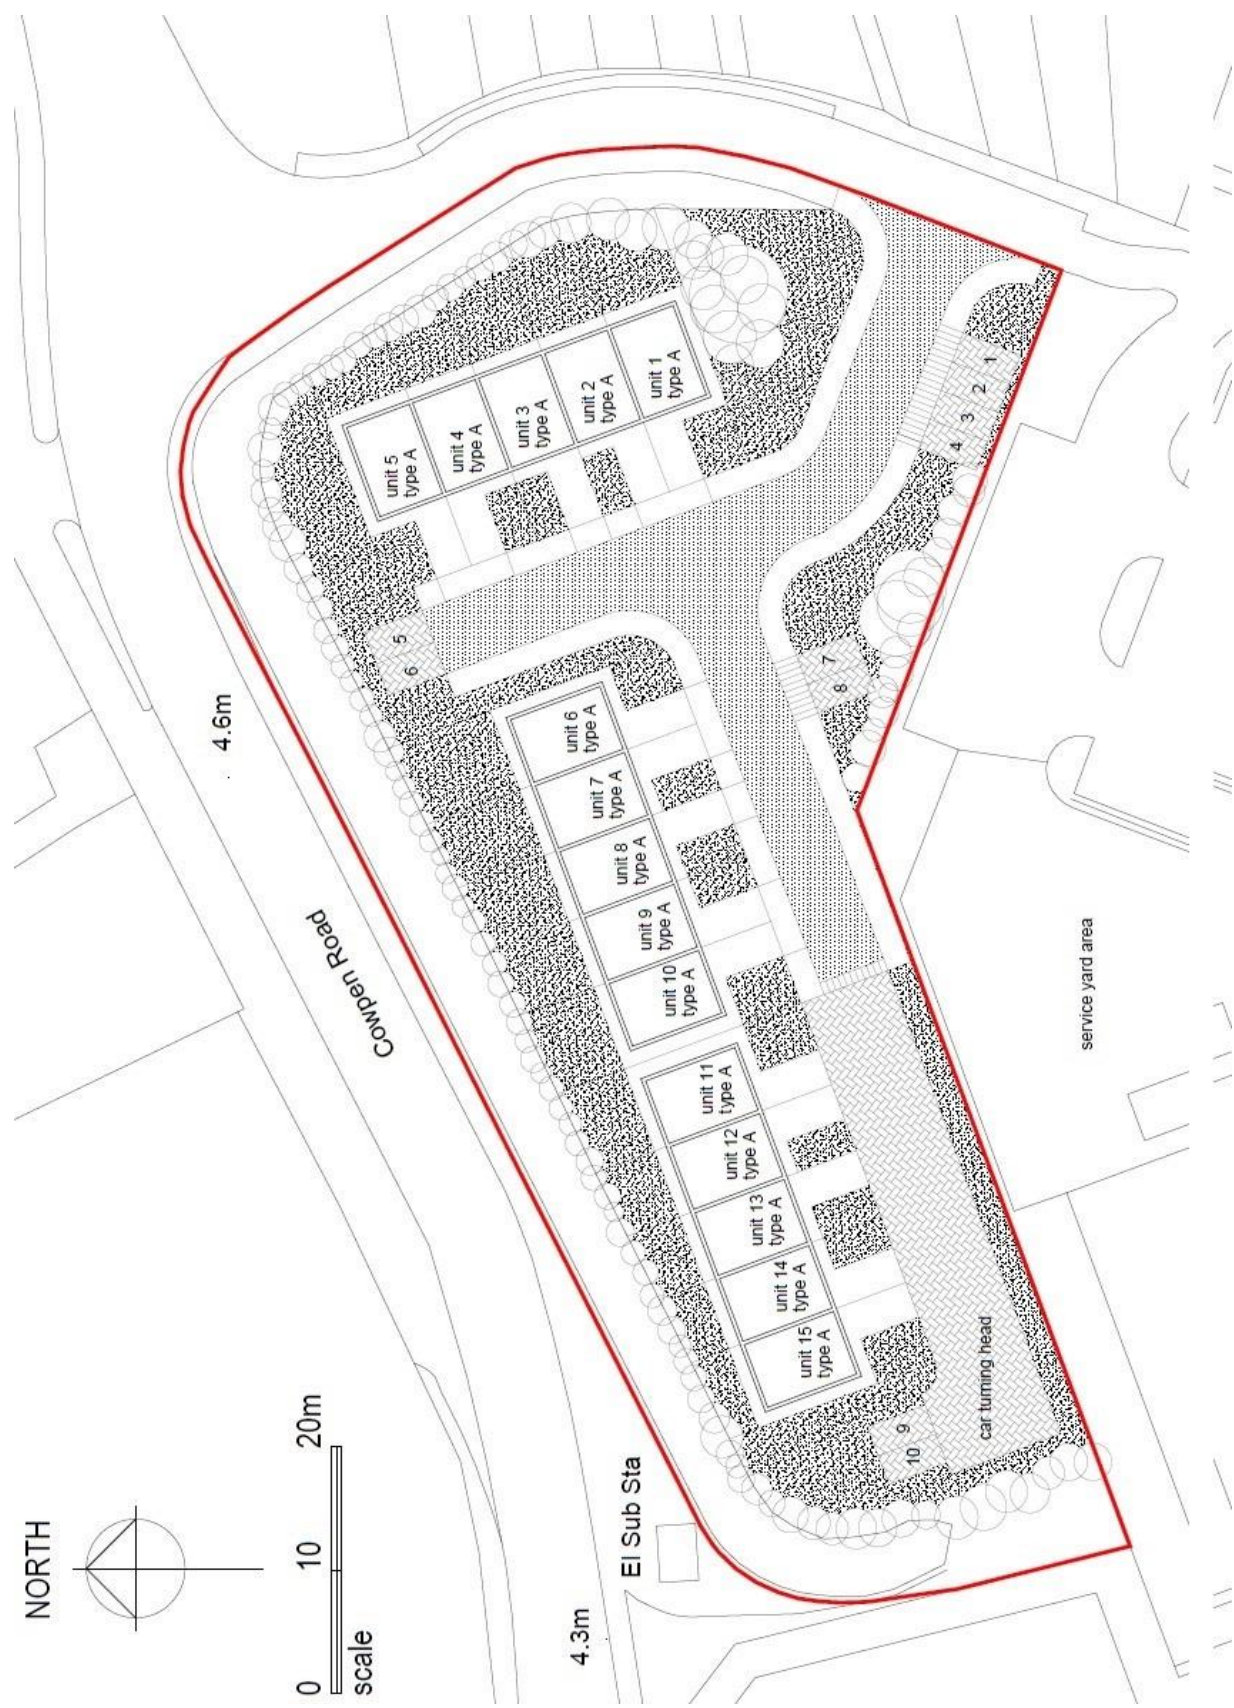 NORTH
0 10 20m
scale
4.3m
El Sub Sta
4.6m
Cowpen Road
unit 1
type A
unit 2
type A
unit 3
type A
unit 4
type A
unit 5
type A
unit 6
type A
unit 7
type A
unit 8
type A
unit 9
type A
unit 10
type A
unit 11
type A
unit 12
type A
unit 13
type A
unit 14
type A
unit 15
type A
1
2
3
4
5
6
7
8
9
10
car turning head
service yard area